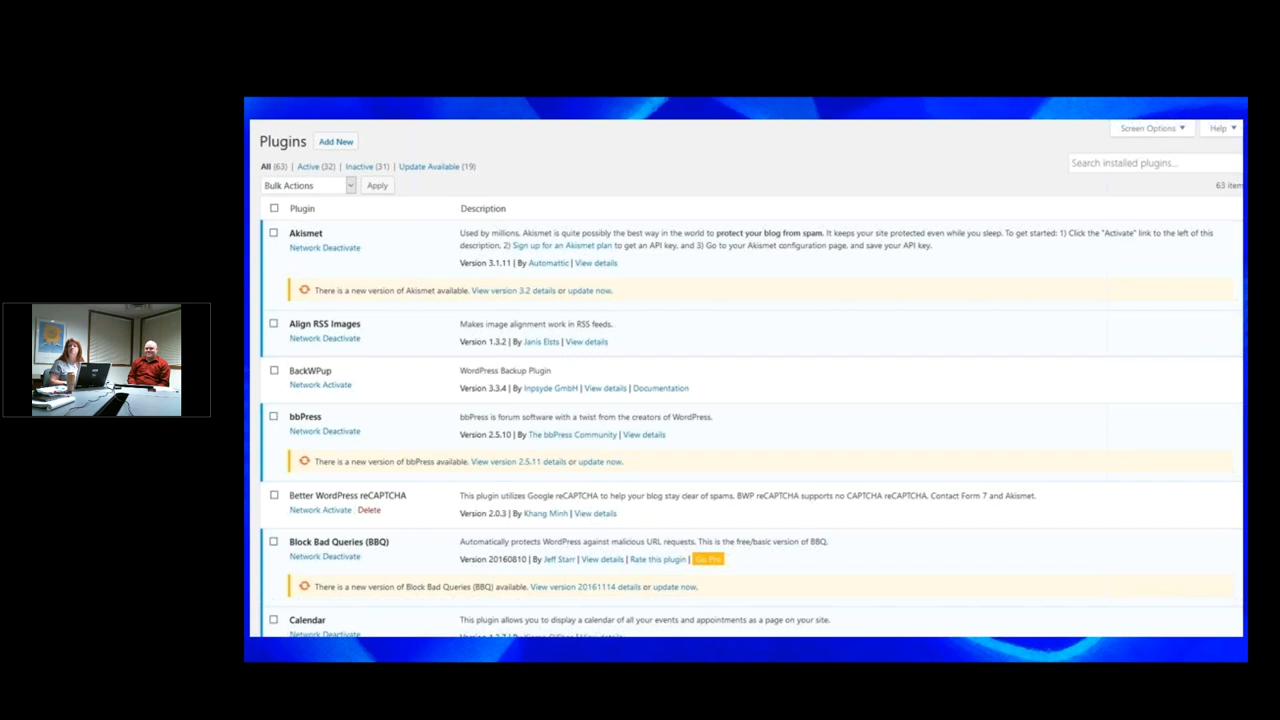 Plugins Add New
Screen Options Help
All (63) | Active (32) | Inactive (31) | Update Available (19)
Search installed plugins...
Bulk Actions Apply
63 item
Plugin Description
Akismet
Network Deactivate
Used by millions, Akismet is quite possibly the best way in the world to protect your blog from spam. It keeps your site protected even while you sleep. To get started: 1) Click the "Activate" link to the left of this
description, 2) Sign up for an Akismet plan to get an API key, and 3) Go to your Akismet configuration page, and save your API key.
Version 3.1.11 | By Automattic | View details
There is a new version of Akismet available. View version 3.2 details or update now.
Align RSS Images
Network Deactivate
Makes image alignment work in RSS feeds.
Version 1.3.2 | By Janis Elsts | View details
BackWPup
Network Activate
WordPress Backup Plugin
Version 3.3.4 | By Inpsyde GmbH | View details | Documentation
bbPress
Network Deactivate
bbPress is forum software with a twist from the creators of WordPress.
Version 2.5.10 | By The bbPress Community | View details
There is a new version of bbPress available. View version 2.5.11 details or update now.
Better WordPress reCAPTCHA
Network Activate Delete
This plugin utilizes Google reCAPTCHA to help your blog stay clear of spams. BWP reCAPTCHA supports no CAPTCHA reCAPTCHA, Contact Form 7 and Akismet.
Version 2.0.3 | By Khang Minh | View details
Block Bad Queries (BBQ)
Network Deactivate
Automatically protects WordPress against malicious URL requests. This is the free/basic version of BBQ.
Version 20160810 | By Jeff Starr | View details | Rate this plugin | Go Pro
There is a new version of Block Bad Queries (BBQ) available. View version 20161114 details or update now.
Calendar
Network Deactivate
This plugin allows you to display a calendar of all your events and appointments as a page on your site.